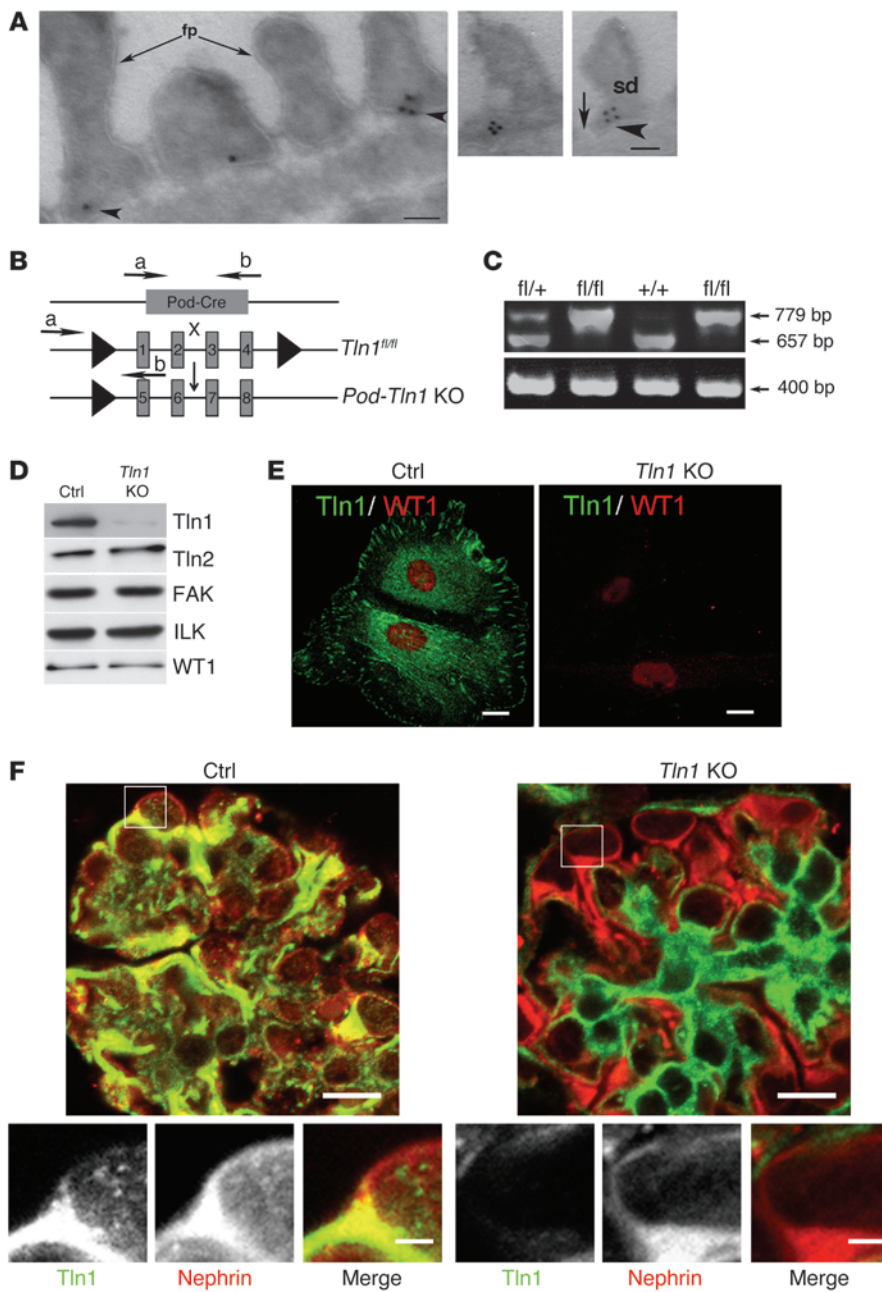 A
fp
sd
B
a
b
Pod-Cre
a
X
1
2
3
4
Tln1fl/fl
b
5
6
7
8
Pod-Tln1 KO
C
fl/+
fl/fl
+/+
fl/fl
779 bp
657 bp
400 bp
D
Ctrl
Tln1
KO
Tln1
Tln2
FAK
ILK
WT1
E
Ctrl
Tln1 KO
Tln1/ WT1
Tln1/ WT1
F
Ctrl
Tln1 KO
Tln1
Nephrin
Merge
Tln1
Nephrin
Merge